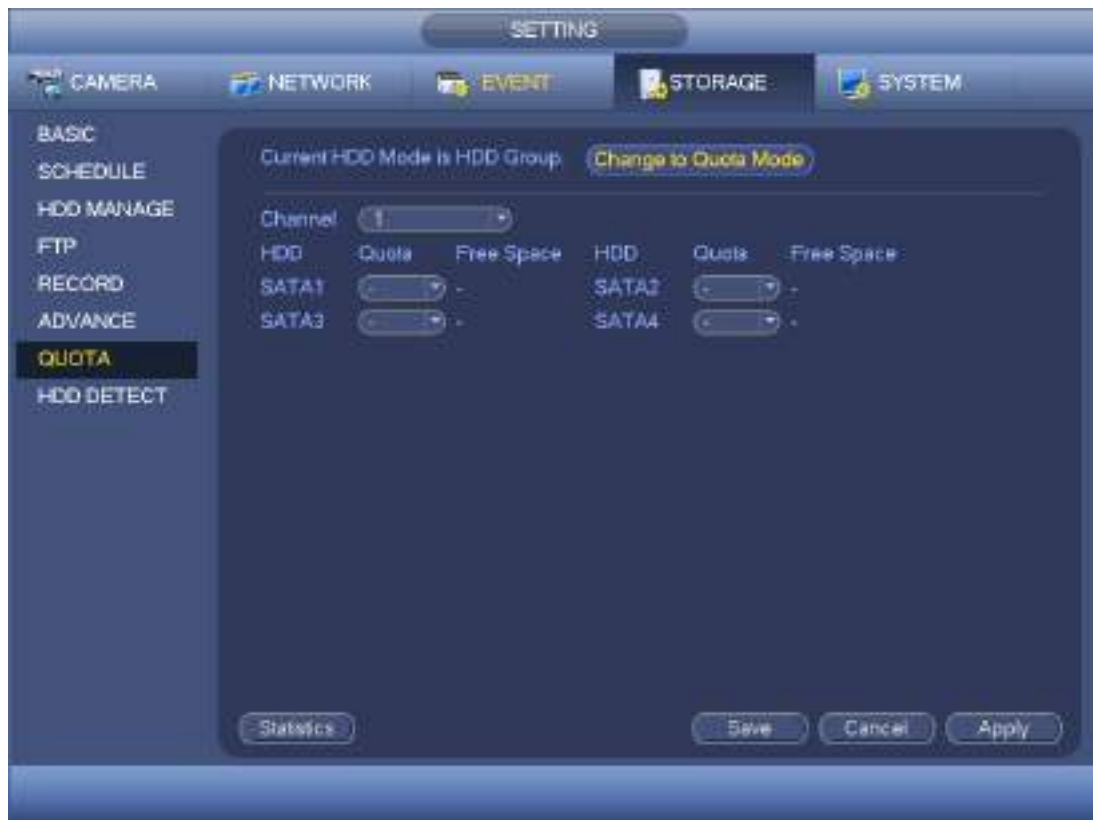 SETTING
CAMERA NETWORK EVENT STORAGE SYSTEM
BASIC
SCHEDULE
HDD MANAGE
FTP
RECORD
ADVANCE
QUOTA
HDD DETECT
Current HDD Mode is HDD Group Change to Quota Mode
Channel 1
HDD Quota Free Space HDD Quota Free Space
SATA1 - - SATA2 - -
SATA3 - - SATA4 - -
Statistics Save Cancel Apply